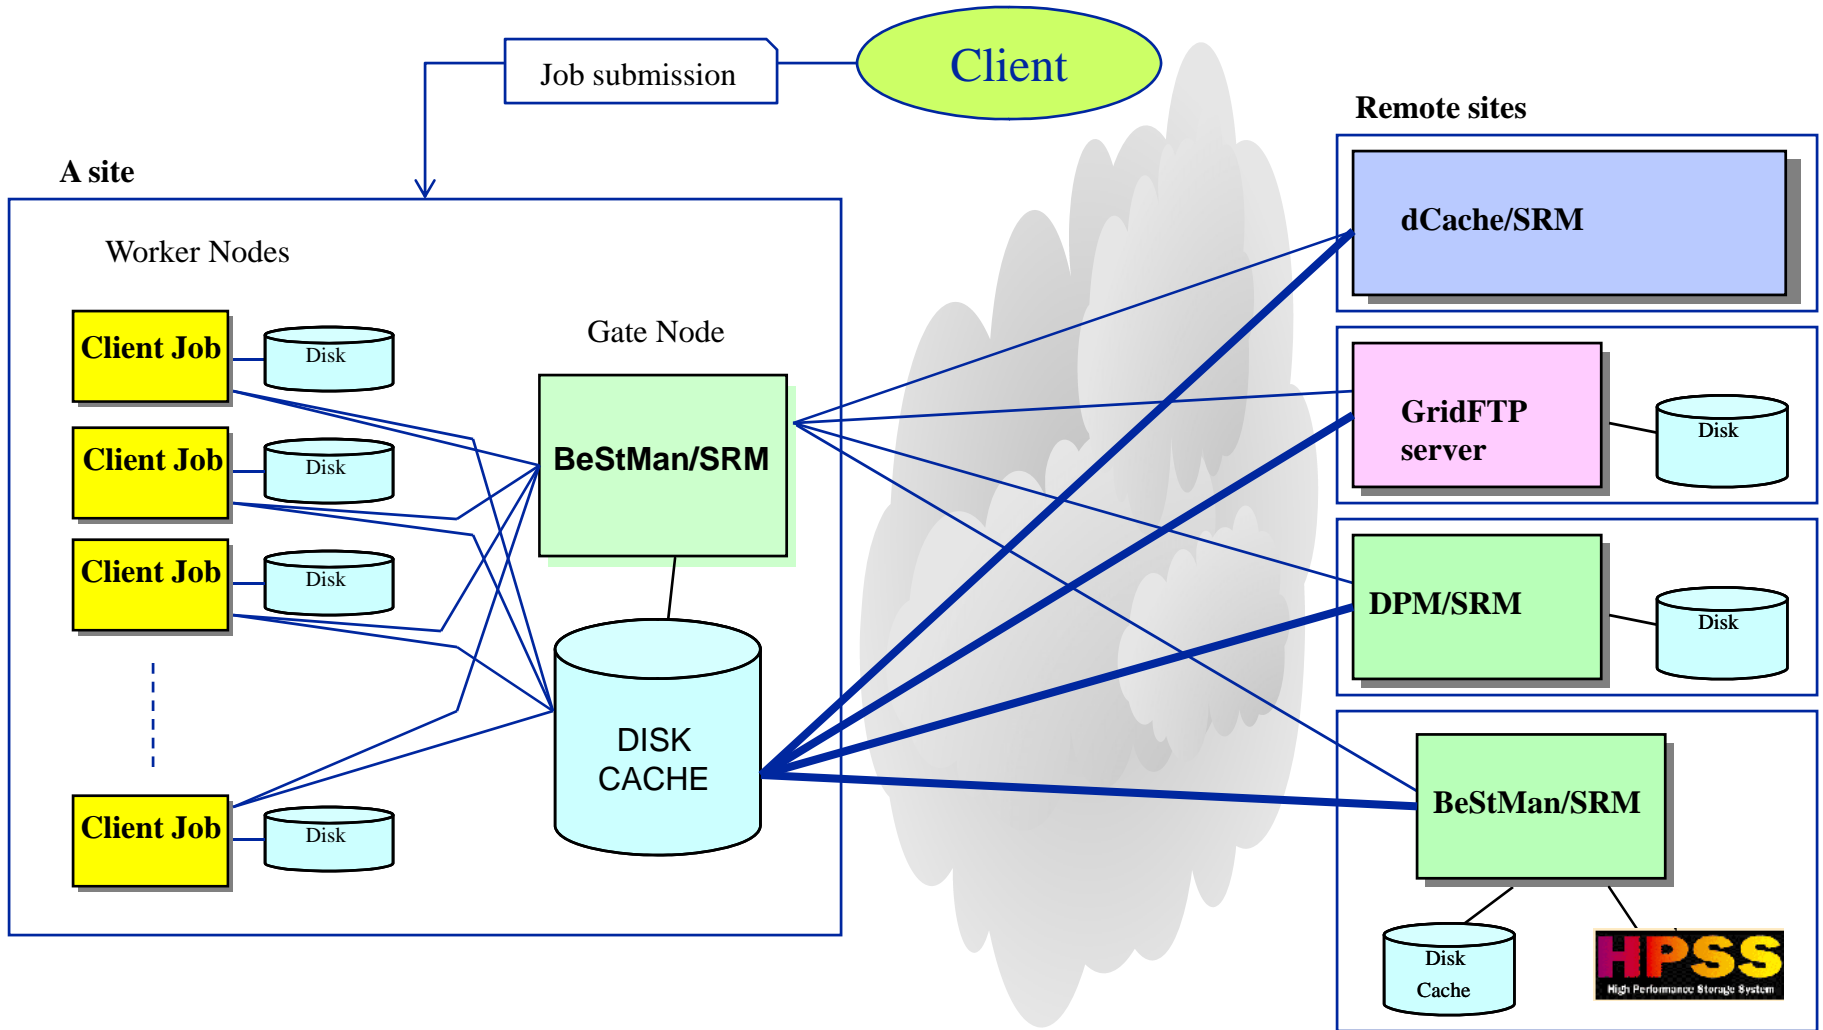 Client
Job submission
Remote sites
A site
dCache/SRM
Worker Nodes
Gate Node
Client Job
Disk
Client Job
Disk
Client Job
Disk
Client Job
Disk
BeStMan/SRM
DISK
CACHE
GridFTP
server
Disk
DPM/SRM
Disk
BeStMan/SRM
Disk
Cache
HPSS
High Performance Storage System